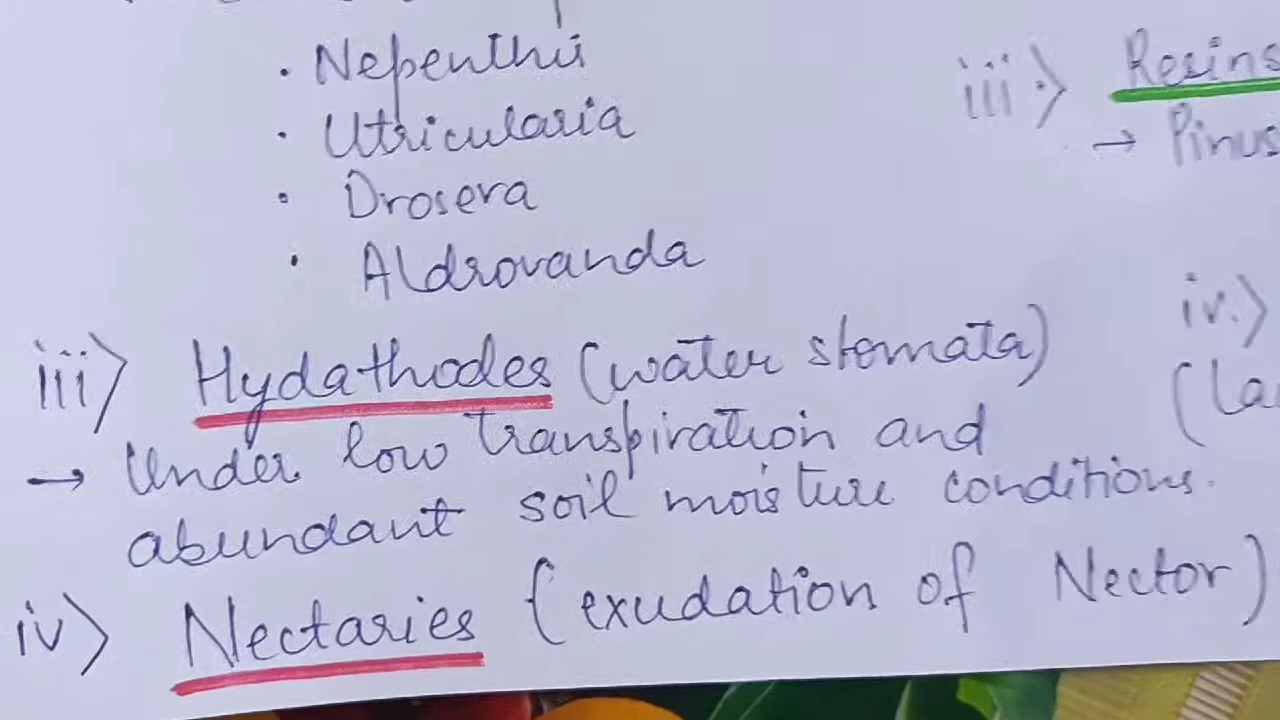 · Nepenthis
· Utricularia
· Drosera
· Aldrovanda
iii> Hydathodes (water stomata)
→ Under low transpiration and
abundant soil moisture conditions.
iv> Nectaries (exudation of Nector)
iii.> Resins
→ Pinus
iv.>
(La